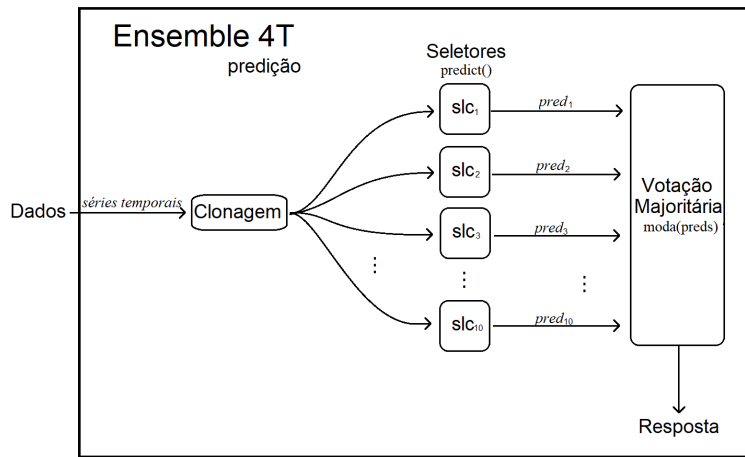 Ensemble 4T
predição
Seletores
predict()
Dados
séries temporais
Clonagem
slc₁
pred₁
slc₂
pred₂
slc₃
pred₃
...
...
...
slc₁₀
pred₁₀
Votação
Majoritária
moda(preds)
Resposta